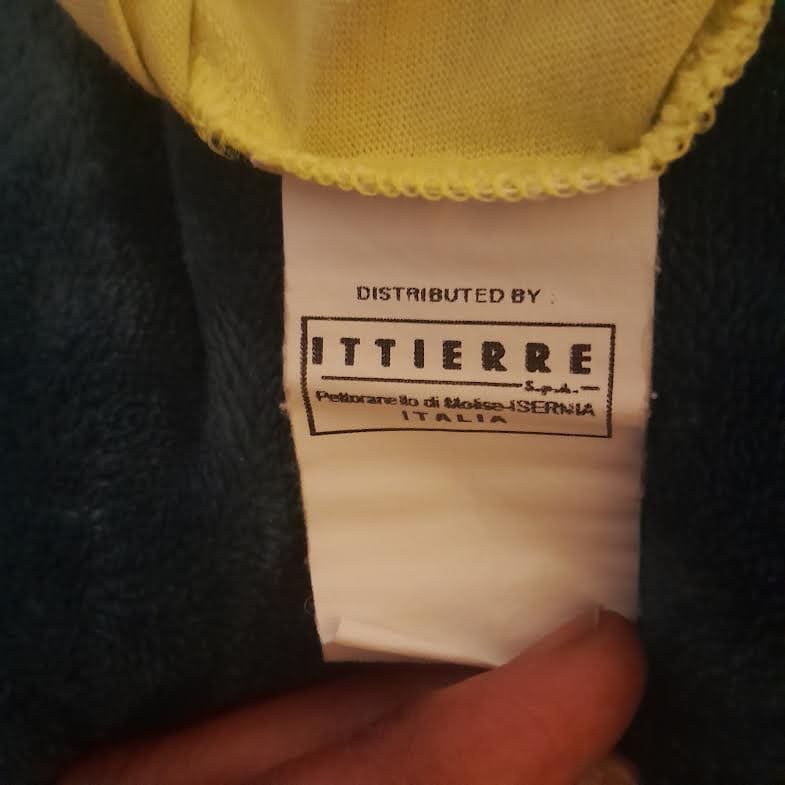 DISTRIBUTED BY :
ITTIERRE
S.p.A.
Pettoranello di Molise-ISERNIA
ITALIA